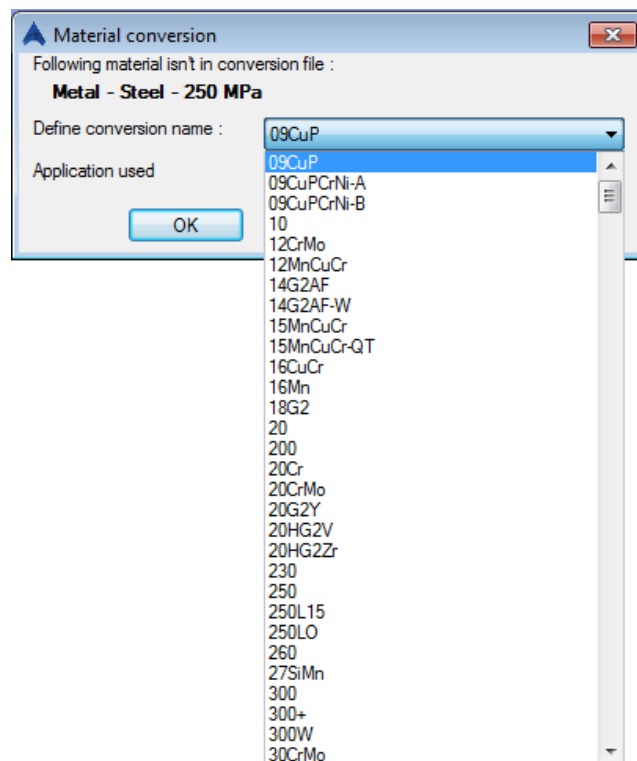 Material conversion
Following material isn't in conversion file :
Metal - Steel - 250 MPa
Define conversion name : 09CuP
Application used
OK
09CuP
09CuPCrNi-A
09CuPCrNi-B
10
12CrMo
12MnCuCr
14G2AF
14G2AF-W
15MnCuCr
15MnCuCr-QT
16CuCr
16Mn
18G2
20
200
20Cr
20CrMo
20G2Y
20HG2V
20HG2Zr
230
250
250L15
250LO
260
27SiMn
300
300+
300W
30CrMo